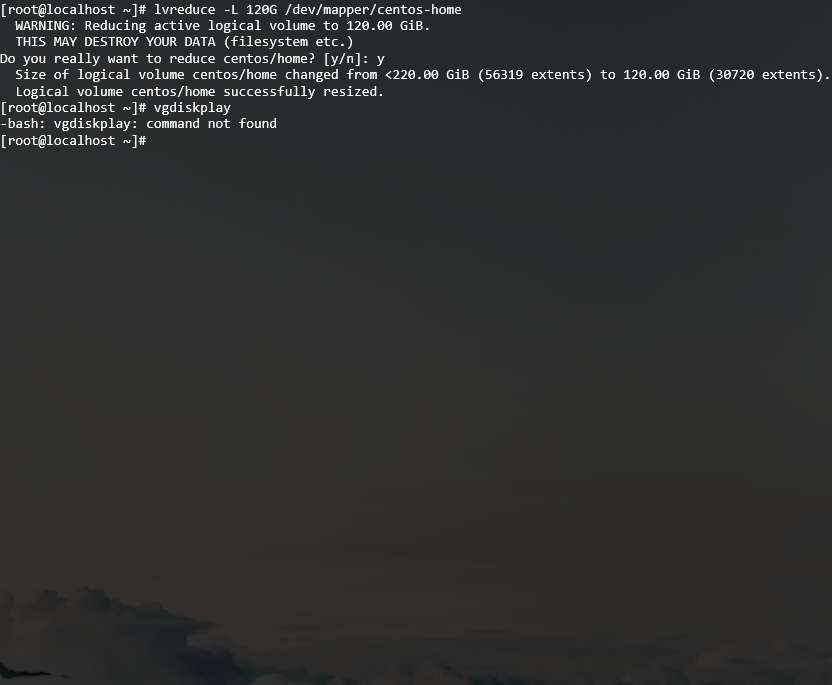 [root@localhost ~]# lvreduce -L 120G /dev/mapper/centos-home
  WARNING: Reducing active logical volume to 120.00 GiB.
  THIS MAY DESTROY YOUR DATA (filesystem etc.)
Do you really want to reduce centos/home? [y/n]: y
  Size of logical volume centos/home changed from <220.00 GiB (56319 extents) to 120.00 GiB (30720 extents).
  Logical volume centos/home successfully resized.
[root@localhost ~]# vgdiskplay
-bash: vgdiskplay: command not found
[root@localhost ~]#